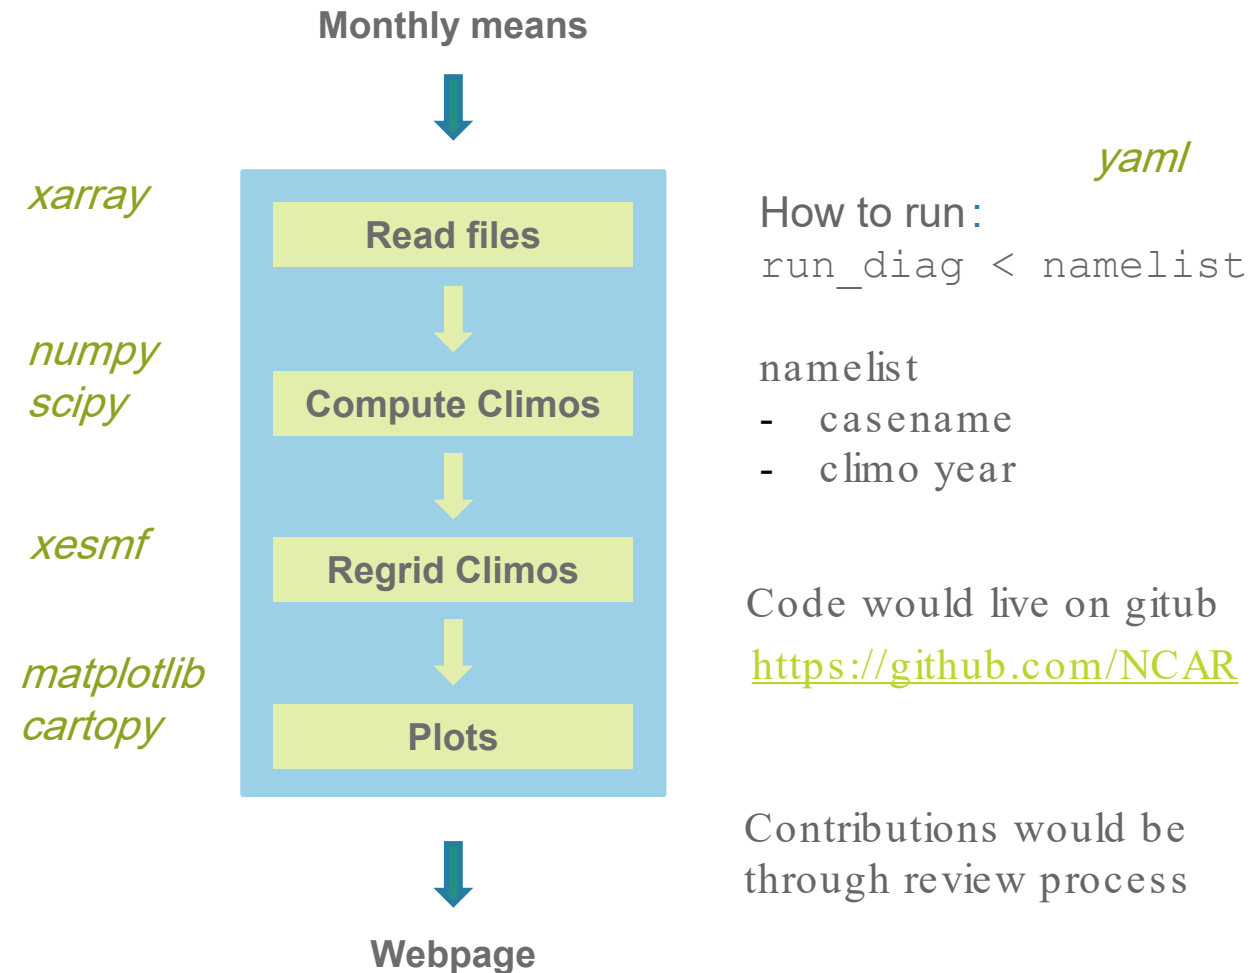 Monthly means
xarray
Read files
numpy
scipy
Compute Climos
xesmf
Regrid Climos
matplotlib
cartopy
Plots
Webpage
yaml
How to run:
run_diag < namelist
namelist
- casename
- climo year
Code would live on gitub
https://github.com/NCAR
Contributions would be
through review process